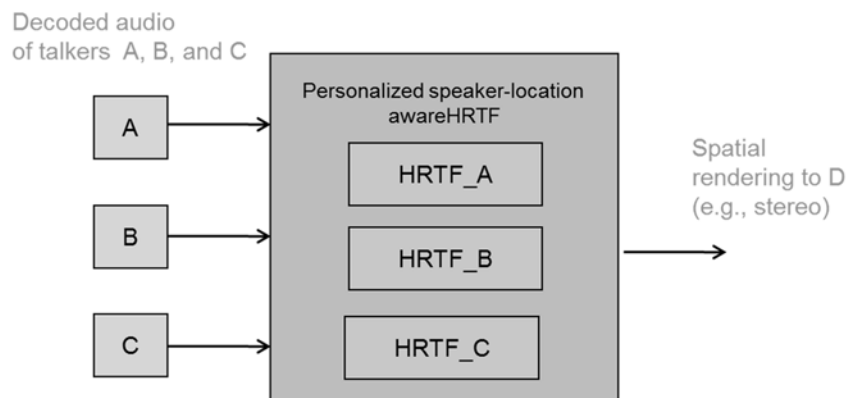 Decoded audio
of talkers A, B, and C
Personalized speaker-location
awareHRTF
A
HRTF_A
B
HRTF_B
C
HRTF_C
Spatial
rendering to D
(e.g., stereo)